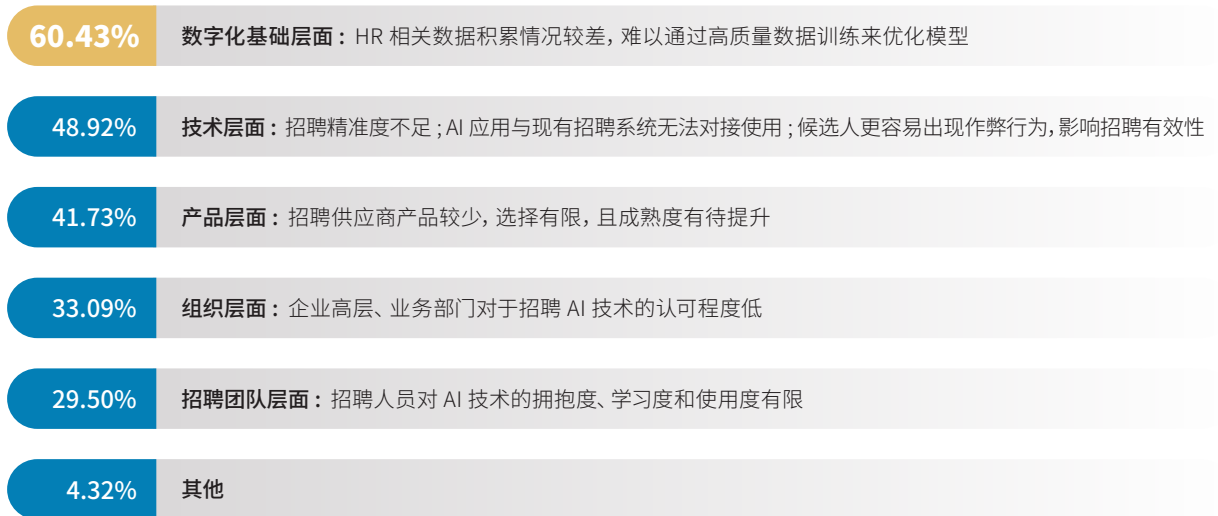 60.43% 数字化基础层面：HR 相关数据积累情况较差，难以通过高质量数据训练来优化模型
48.92% 技术层面：招聘精准度不足；AI 应用与现有招聘系统无法对接使用；候选人更容易出现作弊行为，影响招聘有效性
41.73% 产品层面：招聘供应商产品较少，选择有限，且成熟度有待提升
33.09% 组织层面：企业高层、业务部门对于招聘 AI 技术的认可程度低
29.50% 招聘团队层面：招聘人员对 AI 技术的拥抱度、学习度和使用度有限
4.32% 其他